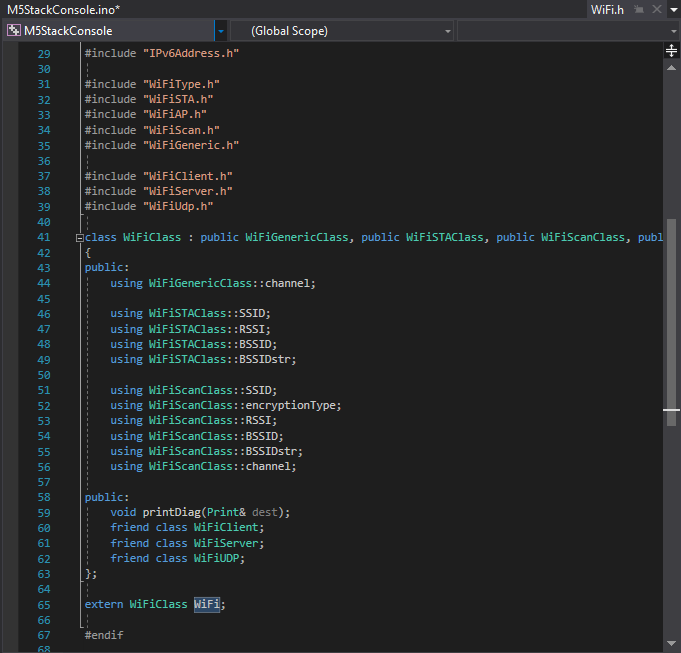 M5StackConsole.ino*
WiFi.h
M5StackConsole
(Global Scope)
29 #include "IPv6Address.h"
30
31 #include "WiFiType.h"
32 #include "WiFiSTA.h"
33 #include "WiFiAP.h"
34 #include "WiFiScan.h"
35 #include "WiFiGeneric.h"
36
37 #include "WiFiClient.h"
38 #include "WiFiServer.h"
39 #include "WiFiUdp.h"
40
41 class WiFiClass : public WiFiGenericClass, public WiFiSTAClass, public WiFiScanClass, publ
42 {
43 public:
44 using WiFiGenericClass::channel;
45
46 using WiFiSTAClass::SSID;
47 using WiFiSTAClass::RSSI;
48 using WiFiSTAClass::BSSID;
49 using WiFiSTAClass::BSSIDstr;
50
51 using WiFiScanClass::SSID;
52 using WiFiScanClass::encryptionType;
53 using WiFiScanClass::RSSI;
54 using WiFiScanClass::BSSID;
55 using WiFiScanClass::BSSIDstr;
56 using WiFiScanClass::channel;
57
58 public:
59 void printDiag(Print& dest);
60 friend class WiFiClient;
61 friend class WiFiServer;
62 friend class WiFiUDP;
63 };
64
65 extern WiFiClass WiFi;
66
67 #endif
68